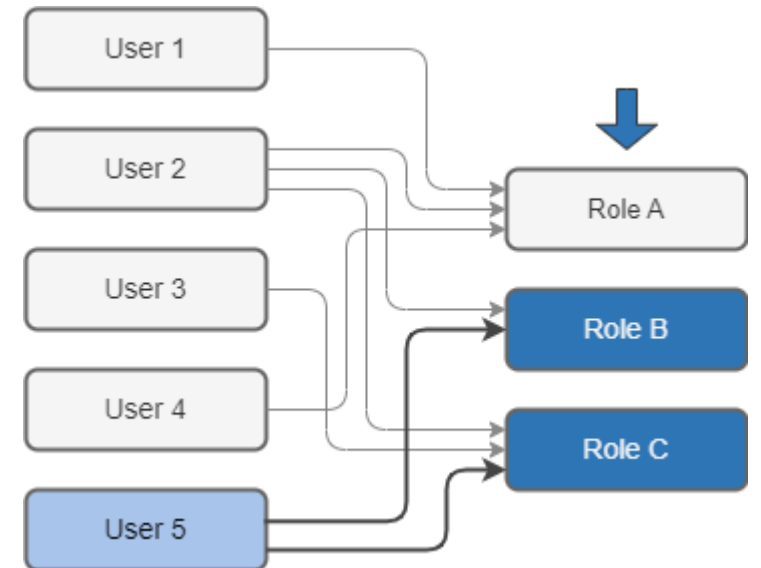 User 1
User 2
User 3
User 4
User 5
Role A
Role B
Role C